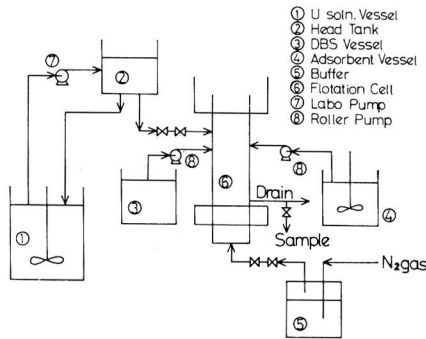 ① U soln. Vessel
② Head Tank
③ DBS Vessel
④ Adsorbent Vessel
⑤ Buffer
⑥ Flotation Cell
⑦ Labo Pump
⑧ Roller Pump
⑦
②
⑧
⑧
③
⑥
Drain
④
①
Sample
N₂gas
⑤